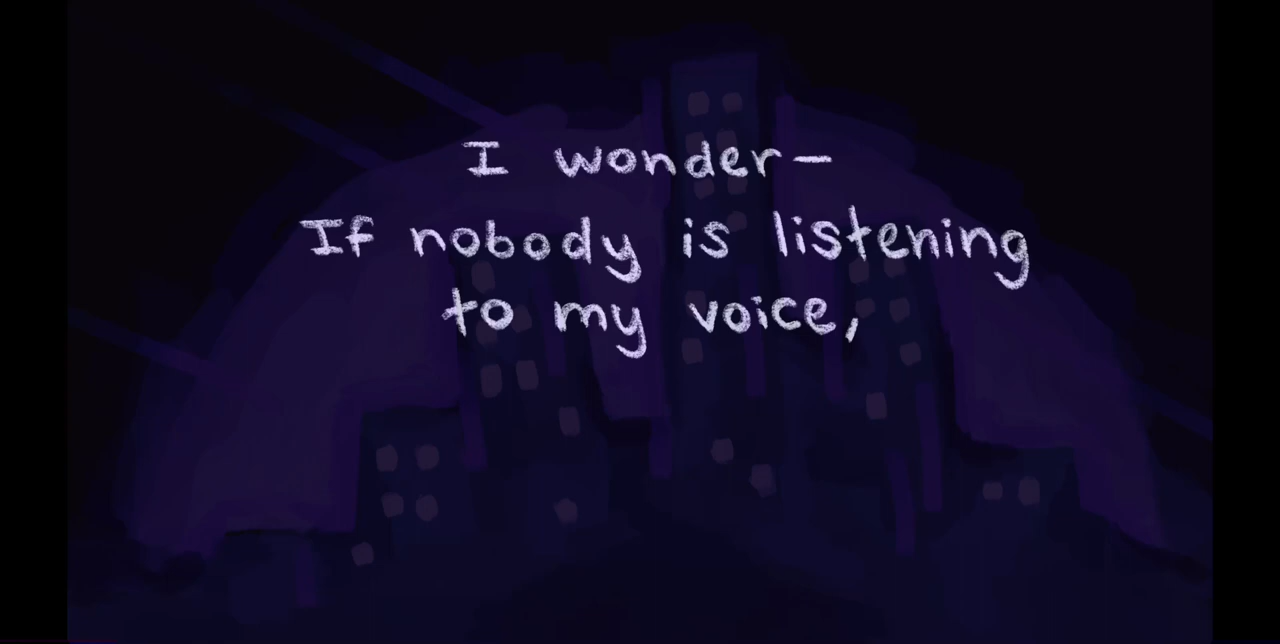 I wonder-
If nobody is listening
to my voice,